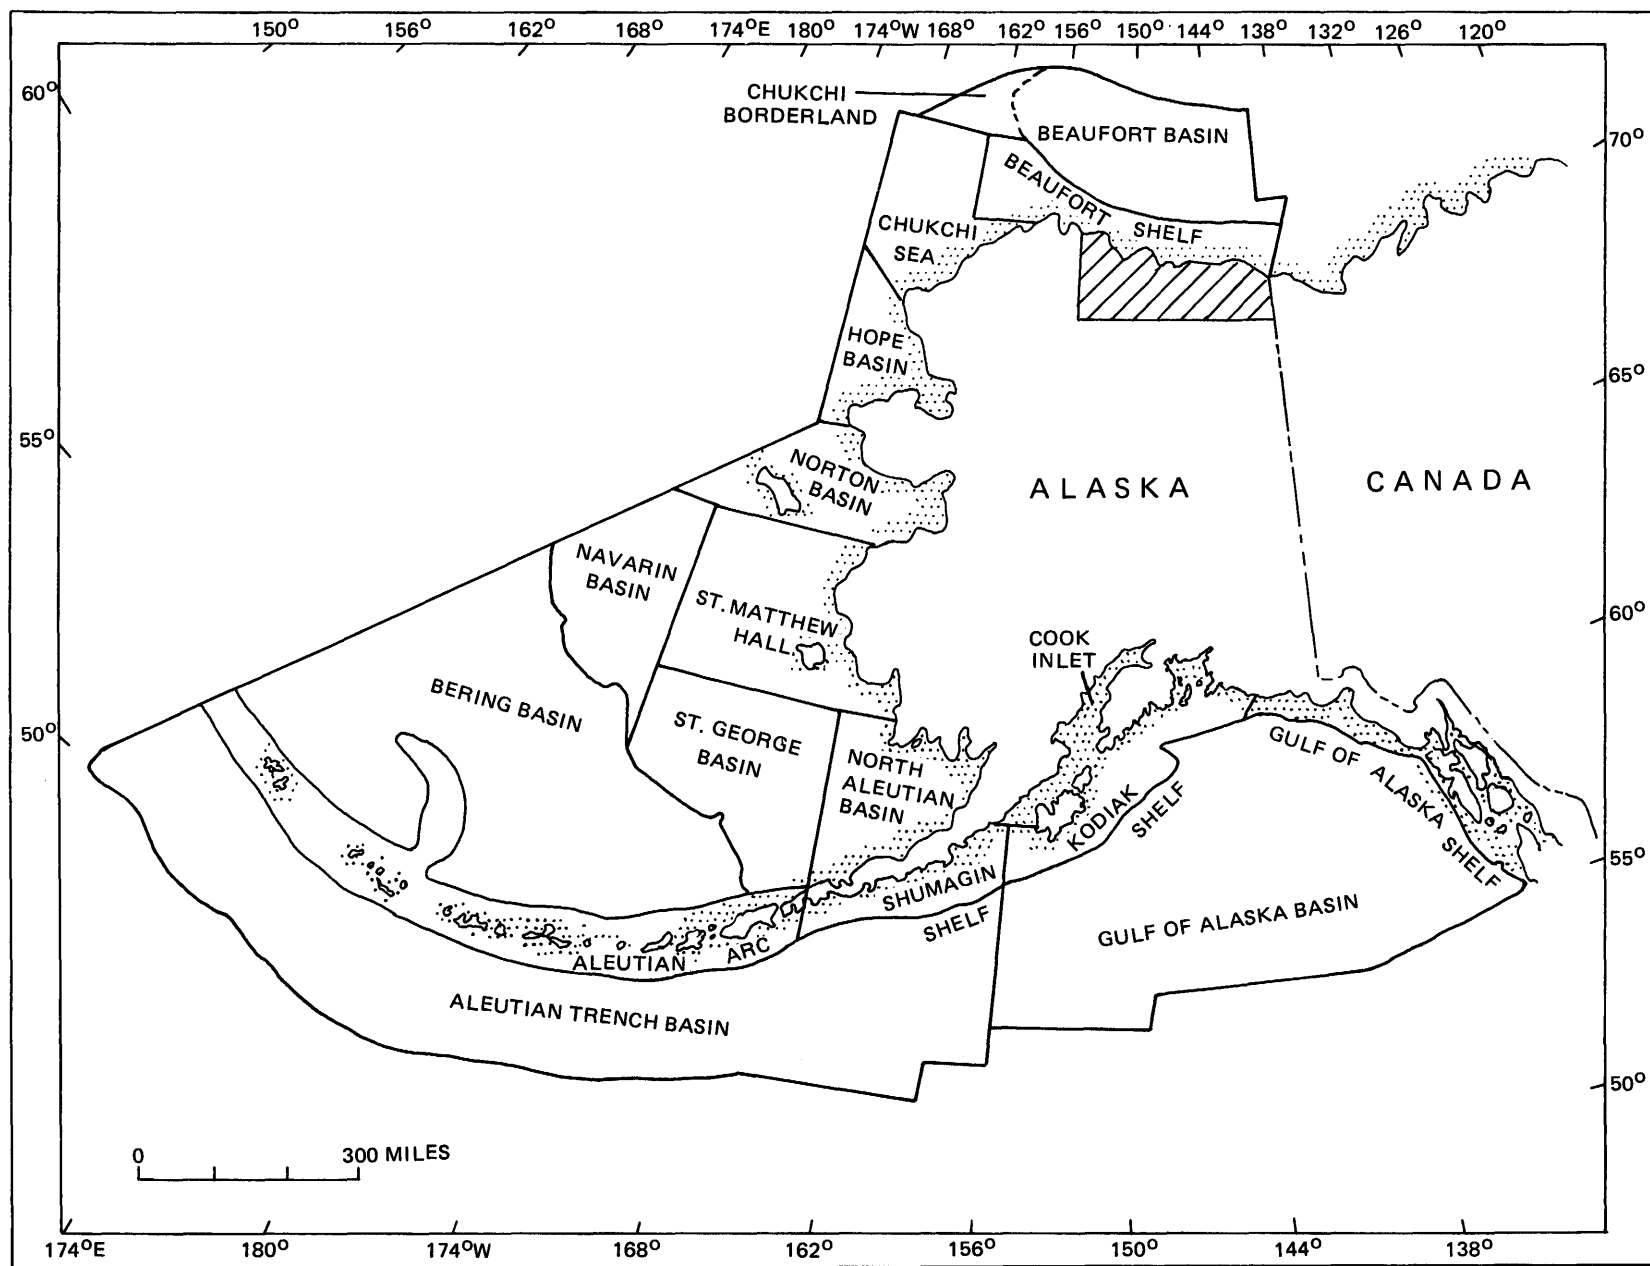 150° 156° 162° 168° 174°E 180° 174°W 168° 162° 156° 150° 144° 138° 132° 126° 120°
60°
CHUKCHI
BORDERLAND
BEAUFORT BASIN
70°
BEAUFORT
SHELF
CHUKCHI
SEA
HOPE
BASIN
65°
55°
NORTON
BASIN
ALASKA
CANADA
NAVARIN
BASIN
ST. MATTHEW
HALL
60°
COOK
INLET
BERING BASIN
50°
ST. GEORGE
BASIN
NORTH
ALEUTIAN
BASIN
GULF OF ALASKA SHELF
KODIAK
SHELF
55°
SHUMAGIN
SHELF
GULF OF ALASKA BASIN
ALEUTIAN ARC
ALEUTIAN TRENCH BASIN
50°
0 300 MILES
174°E 180° 174°W 168° 162° 156° 150° 144° 138°